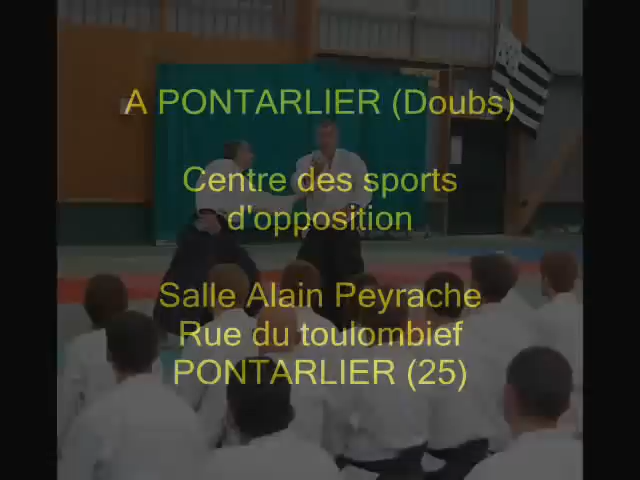 A PONTARLIER (Doubs)
Centre des sports
d'opposition
Salle Alain Peyrache
Rue du toulombief
PONTARLIER (25)